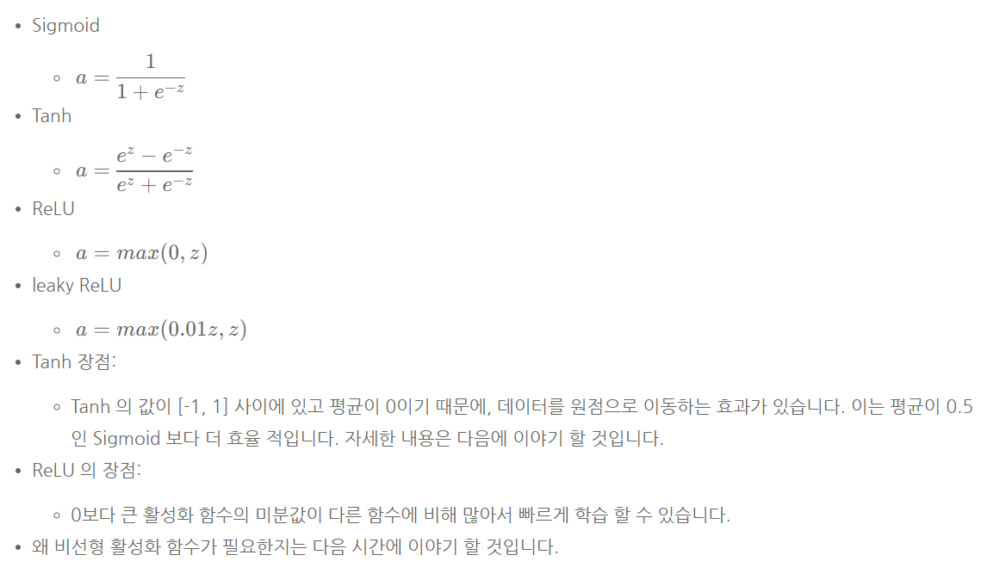 Sigmoid
a = 1 / (1 + e^{-z})
Tanh
a = (e^z − e^{-z}) / (e^z + e^{-z})
ReLU
a = max(0, z)
leaky ReLU
a = max(0.01z, z)
Tanh 장점:
Tanh 의 값이 [-1, 1] 사이에 있고 평균이 0이기 때문에, 데이터를 원점으로 이동하는 효과가 있습니다. 이는 평균이 0.5
인 Sigmoid 보다 더 효율 적입니다. 자세한 내용은 다음에 이야기 할 것입니다.
ReLU 의 장점:
0보다 큰 활성화 함수의 미분값이 다른 함수에 비해 많아서 빠르게 학습 할 수 있습니다.
왜 비선형 활성화 함수가 필요한지는 다음 시간에 이야기 할 것입니다.